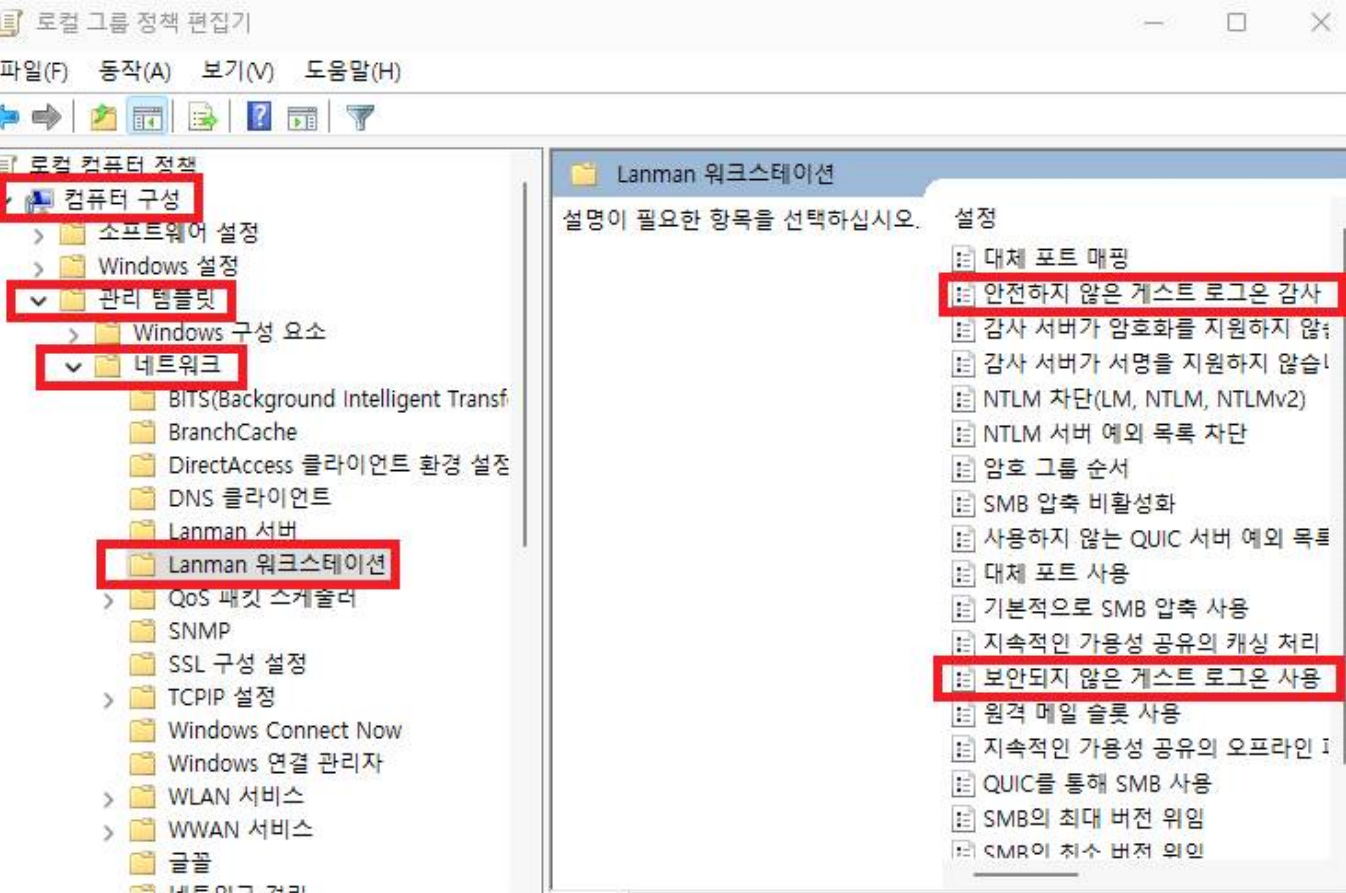 로컬 그룹 정책 편집기
파일(F) 동작(A) 보기(V) 도움말(H)
로컬 컴퓨터 정책
컴퓨터 구성
소프트웨어 설정
Windows 설정
관리 템플릿
Windows 구성 요소
네트워크
BITS(Background Intelligent Transf
BranchCache
DirectAccess 클라이언트 환경 설정
DNS 클라이언트
Lanman 서버
Lanman 워크스테이션
QoS 패킷 스케줄러
SNMP
SSL 구성 설정
TCPIP 설정
Windows Connect Now
Windows 연결 관리자
WLAN 서비스
WWAN 서비스
글꼴
Lanman 워크스테이션
설명이 필요한 항목을 선택하십시오.
설정
대체 포트 매핑
안전하지 않은 게스트 로그온 감사
감사 서버가 암호화를 지원하지 않
감사 서버가 서명을 지원하지 않습
NTLM 차단(LM, NTLM, NTLMv2)
NTLM 서버 예외 목록 차단
암호 그룹 순서
SMB 압축 비활성화
사용하지 않는 QUIC 서버 예외 목록
대체 포트 사용
기본적으로 SMB 압축 사용
지속적인 가용성 공유의 캐싱 처리
보안되지 않은 게스트 로그온 사용
원격 메일 슬롯 사용
지속적인 가용성 공유의 오프라인
QUIC를 통해 SMB 사용
SMB의 최대 버전 위임
SMB의 최소 버전 위임